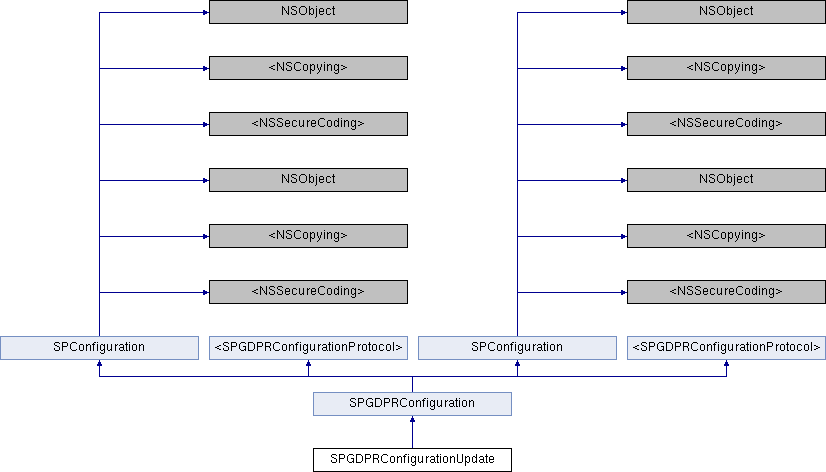 NSObject
NSObject
<NSCopying>
<NSCopying>
<NSSecureCoding>
<NSSecureCoding>
NSObject
NSObject
<NSCopying>
<NSCopying>
<NSSecureCoding>
<NSSecureCoding>
SPConfiguration
<SPGDPRConfigurationProtocol>
SPConfiguration
<SPGDPRConfigurationProtocol>
SPGDPRConfiguration
SPGDPRConfigurationUpdate